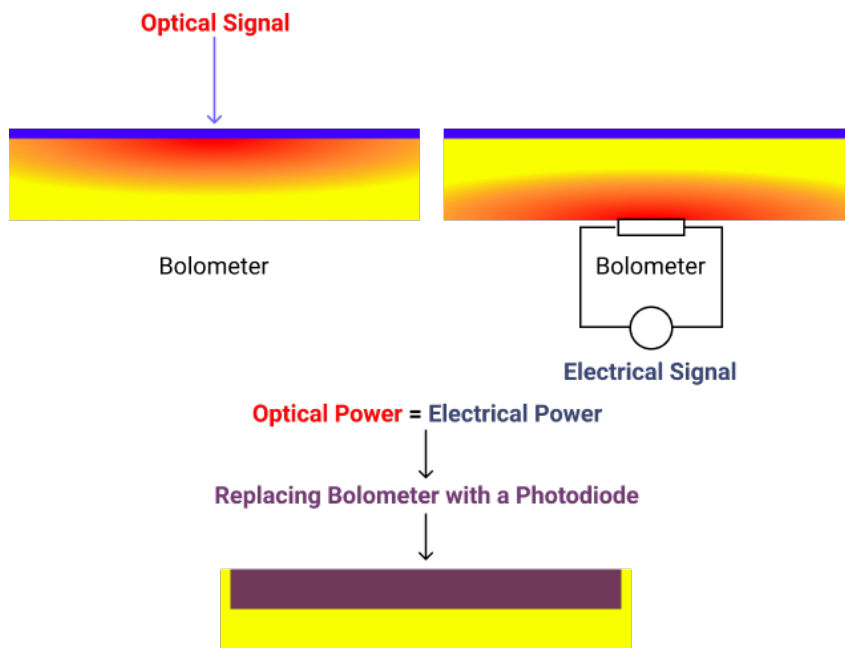 Optical Signal
Bolometer
Bolometer
Electrical Signal
Optical Power = Electrical Power
Replacing Bolometer with a Photodiode